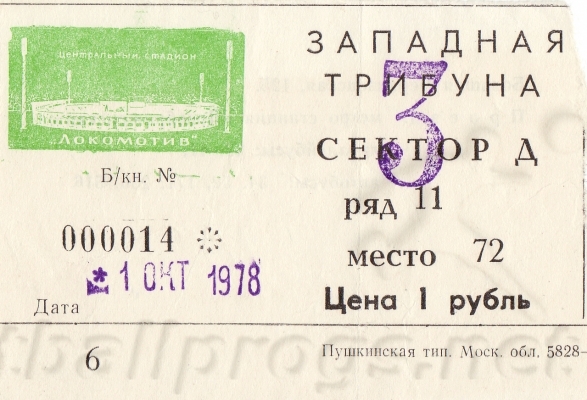 ЦЕНТРАЛЬНЫЙ СТАДИОН
„ЛОКОМОТИВ"
Б/кн. №
000014
* 1 ОКТ 1978
Дата
6
ЗАПАДНАЯ
ТРИБУНА
З
СЕКТОР Д
ряд 11
место 72
Цена 1 рубль
Пушкинская тип. Моск. обл. 5828–